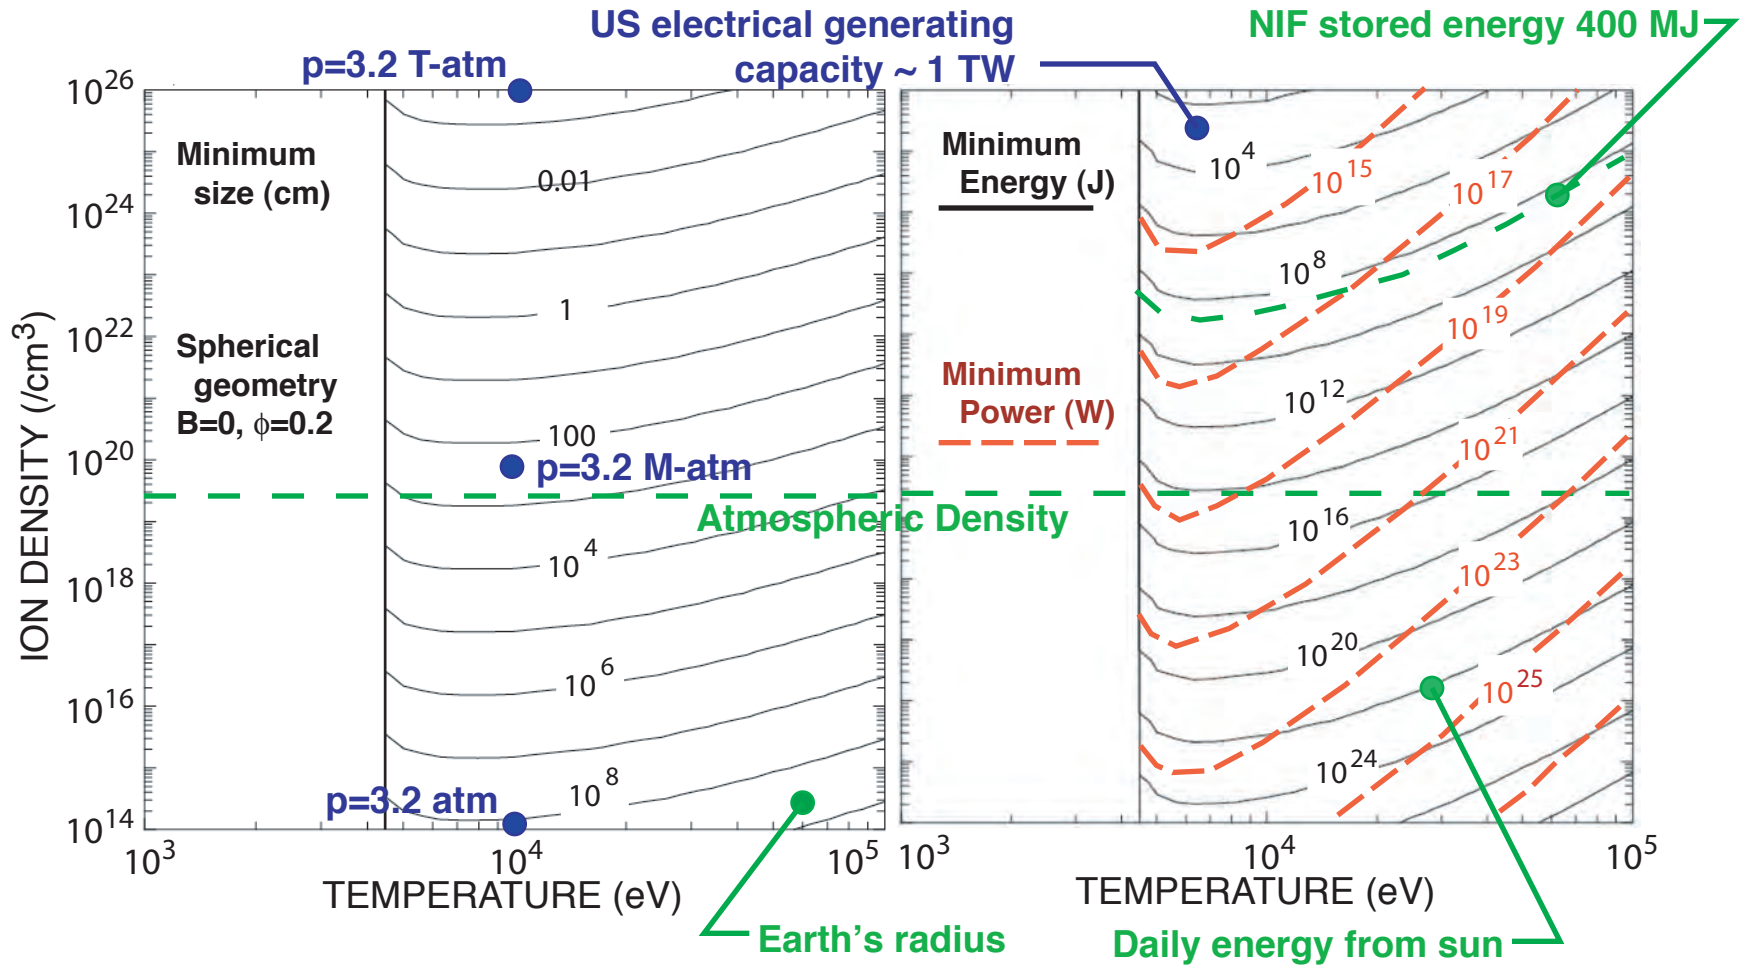 US electrical generating
capacity ~ 1 TW
NIF stored energy 400 MJ
p=3.2 T-atm
10^26
10^24
10^22
10^20
10^18
10^16
10^14
ION DENSITY (/cm^3)
Minimum
size (cm)
Spherical
geometry
B=0, ϕ=0.2
0.01
1
100
p=3.2 M-atm
Atmospheric Density
10^4
10^6
10^8
p=3.2 atm
10^3
10^4
10^5
TEMPERATURE (eV)
Earth's radius
Minimum
Energy (J)
Minimum
Power (W)
10^4
10^15
10^17
10^8
10^19
10^12
10^21
10^16
10^23
10^20
10^25
10^24
10^3
10^4
10^5
TEMPERATURE (eV)
Daily energy from sun